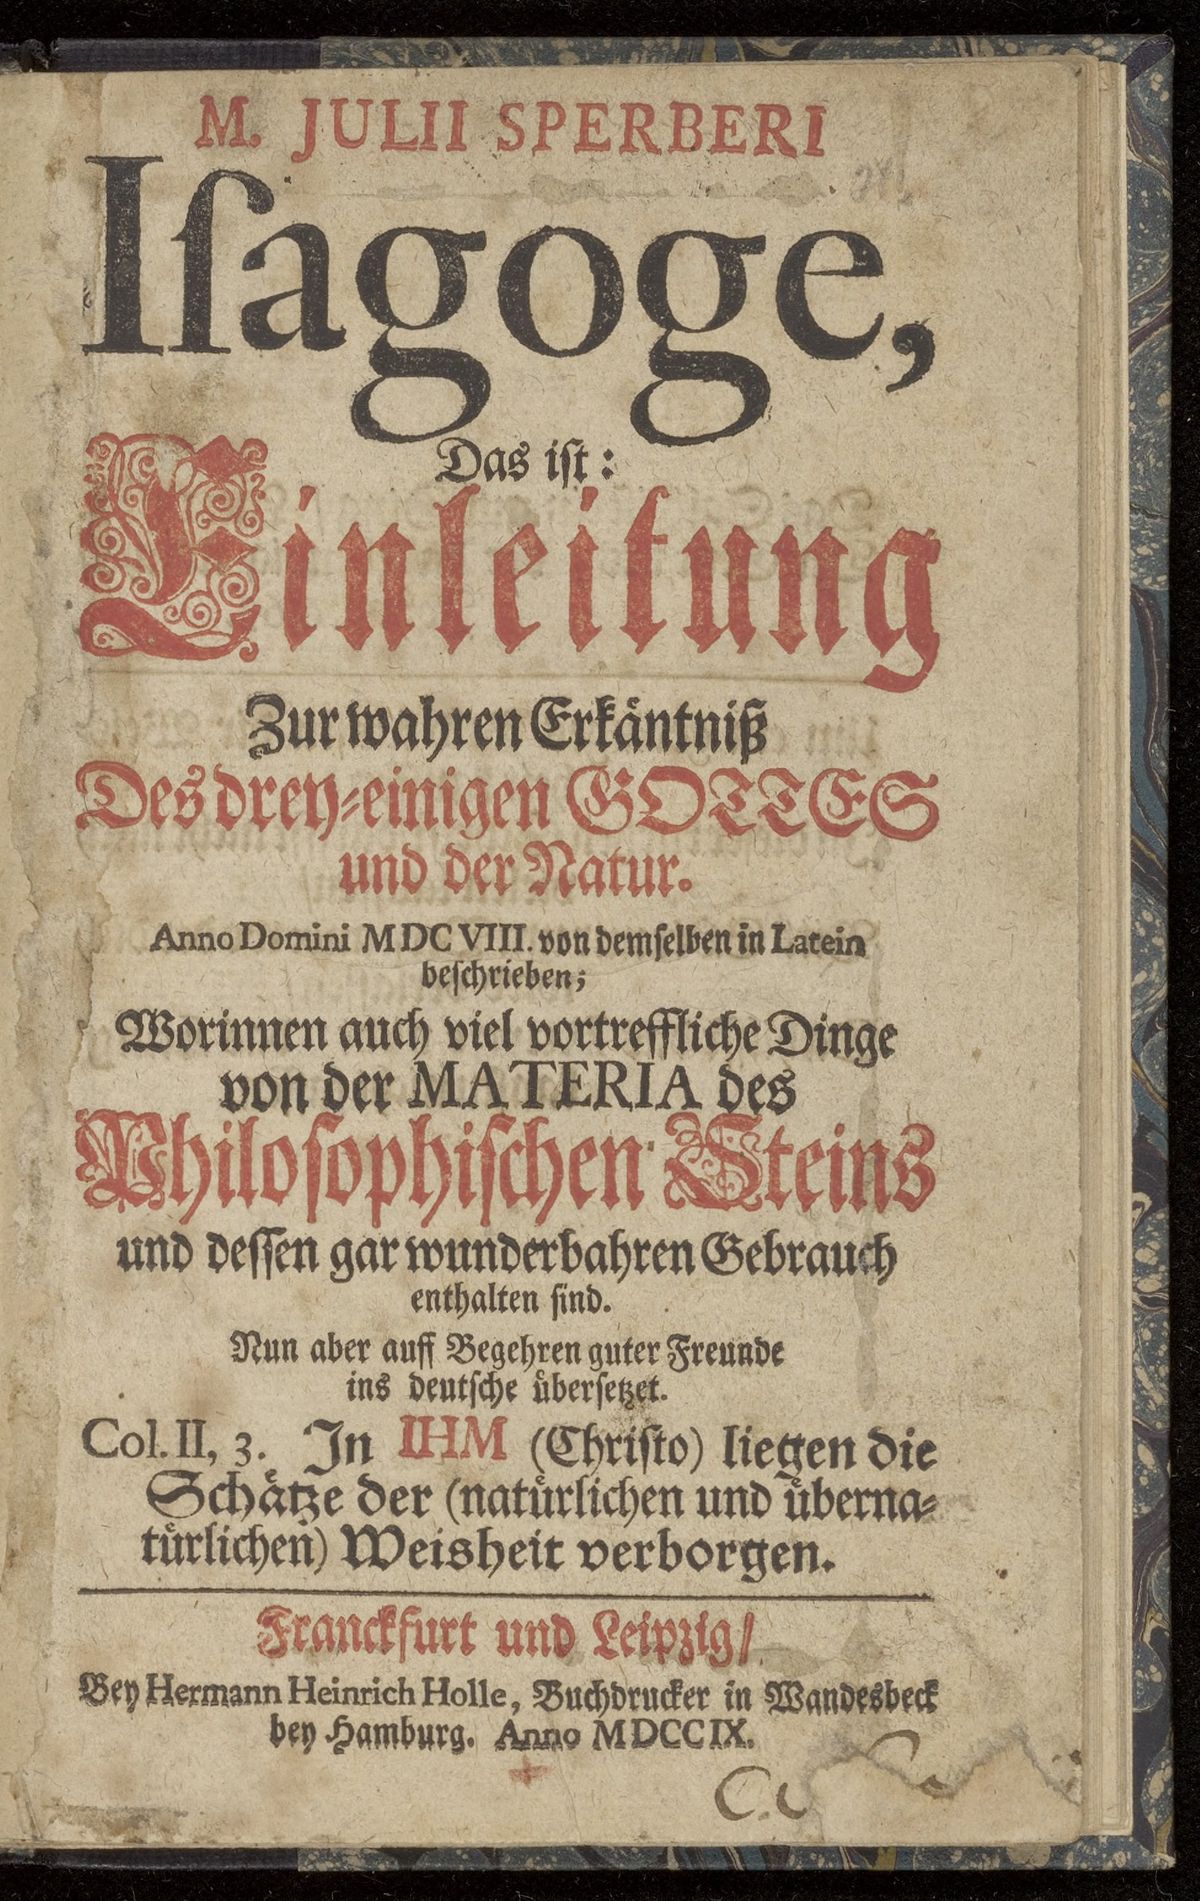 M. JULII SPERBERI
Iſagoge,
Das iſt:
Einleitung
Zur wahren Erkäntniß
Des drey-einigen GOTTES
und der Natur.
Anno Domini MDCVIII. von demſelben in Latein
beſchrieben;
Worinnen auch viel vortreffliche Dinge
von der MATERIA des
Philoſophiſchen Steins
und deſſen gar wunderbahren Gebrauch
enthalten ſind.
Nun aber auff Begehren guter Freunde
ins deutſche überſetzet.
Col. II, 3. In IHM (Chriſto) liegen die
Schätze der (natürlichen und überna-
türlichen) Weisheit verborgen.
Franckfurt und Leipzig/
Bey Hermann Heinrich Holle, Buchdrucker in Wandesbeck
bey Hamburg. Anno MDCCIX.